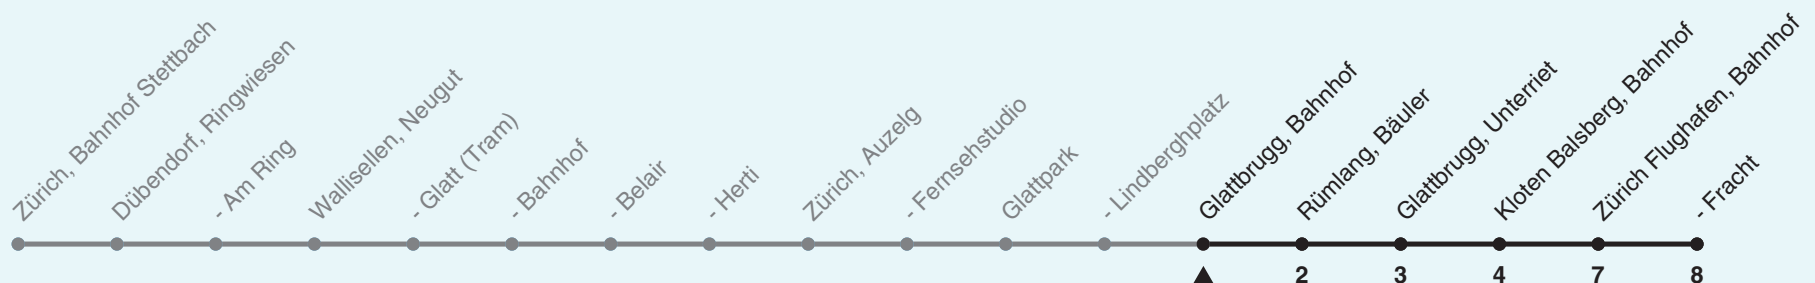 Zürich, Bahnhof Stettbach
Dübendorf, Ringwiesen
- Am Ring
Wallisellen, Neugut
- Glatt (Tram)
- Bahnhof
- Belair
- Herti
Zürich, Auzelg
- Fernsehstudio
Glattpark
- Lindberghplatz
Glattbrugg, Bahnhof
Rümlang, Bäuler
Glattbrugg, Unterriet
Kloten Balsberg, Bahnhof
Zürich Flughafen, Bahnhof
- Fracht
2 3 4 7 8